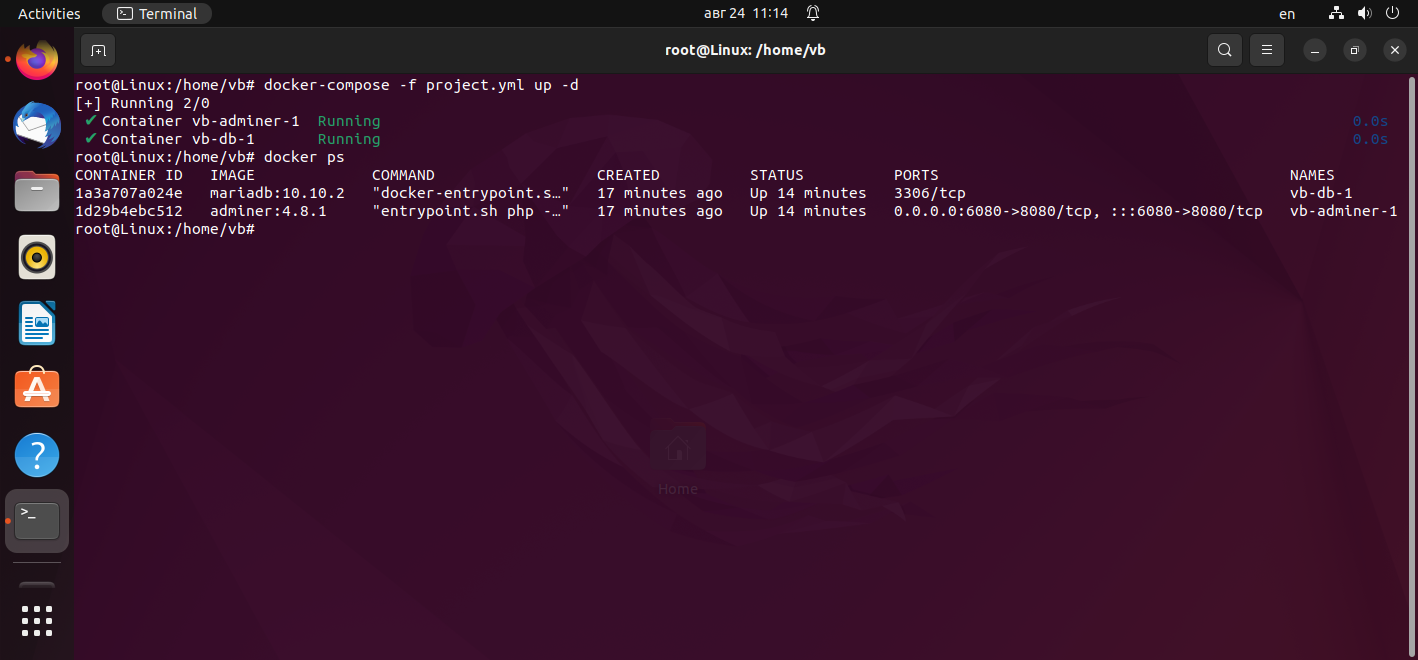 Activities
Terminal
авг 24 11:14
en
root@Linux: /home/vb
root@Linux:/home/vb# docker-compose -f project.yml up -d
[+] Running 2/0
✔ Container vb-adminer-1  Running 0.0s
✔ Container vb-db-1       Running 0.0s
root@Linux:/home/vb# docker ps
CONTAINER ID   IMAGE             COMMAND                  CREATED          STATUS          PORTS                                       NAMES
1a3a707a024e   mariadb:10.10.2   "docker-entrypoint.s…"   17 minutes ago   Up 14 minutes   3306/tcp                                    vb-db-1
1d29b4ebc512   adminer:4.8.1     "entrypoint.sh php -…"   17 minutes ago   Up 14 minutes   0.0.0.0:6080->8080/tcp, :::6080->8080/tcp   vb-adminer-1
root@Linux:/home/vb#
Home